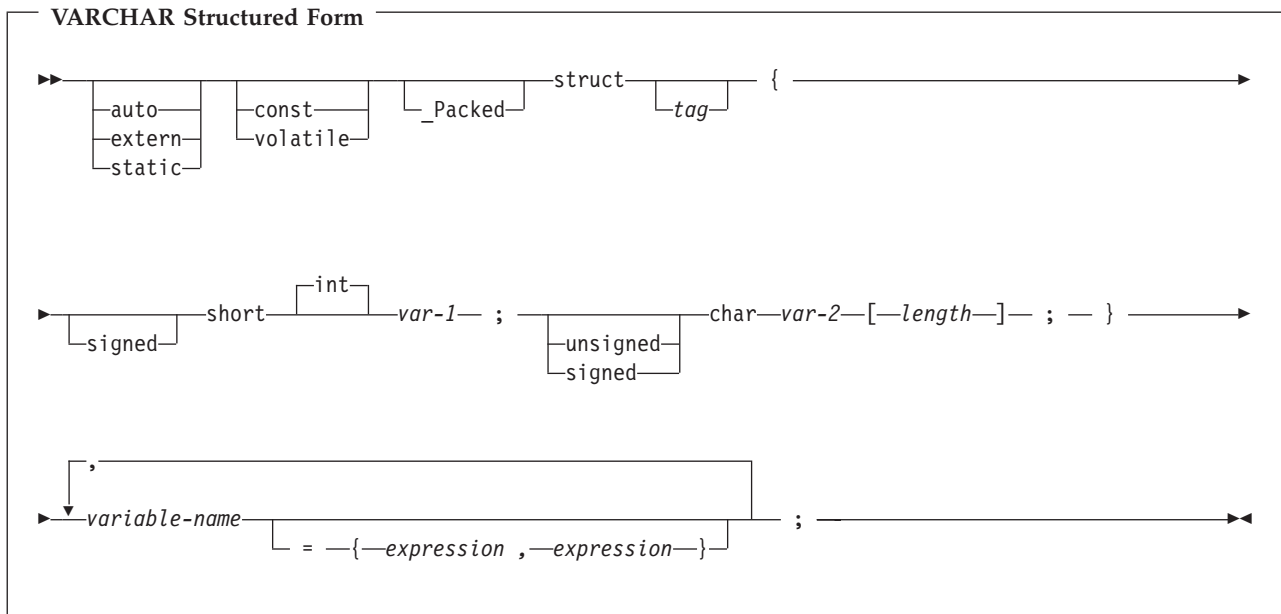 VARCHAR Structured Form
struct {
auto const _Packed tag
extern volatile
static
int
short var-1 ; char var-2 [ length ] ; }
signed unsigned
signed
,
variable-name ;
= { expression , expression }